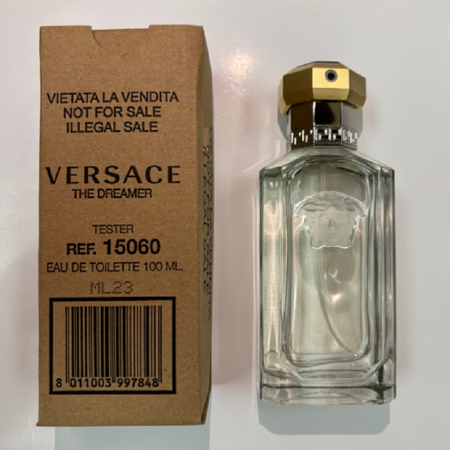 VIETATA LA VENDITA
NOT FOR SALE
ILLEGAL SALE
VERSACE
THE DREAMER
TESTER
REF. 15060
EAU DE TOILETTE 100 ML
ML23
8 011003 997848